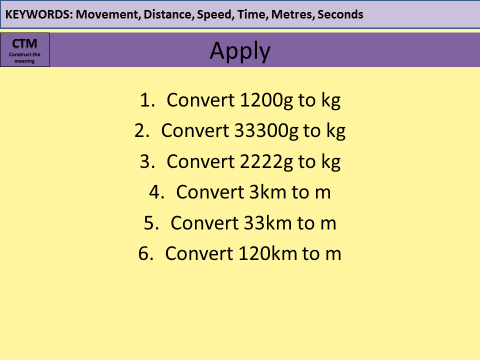 KEYWORDS: Movement, Distance, Speed, Time, Metres, Seconds
CTM
Construct the
meaning
Apply
1. Convert 1200g to kg
2. Convert 33300g to kg
3. Convert 2222g to kg
4. Convert 3km to m
5. Convert 33km to m
6. Convert 120km to m